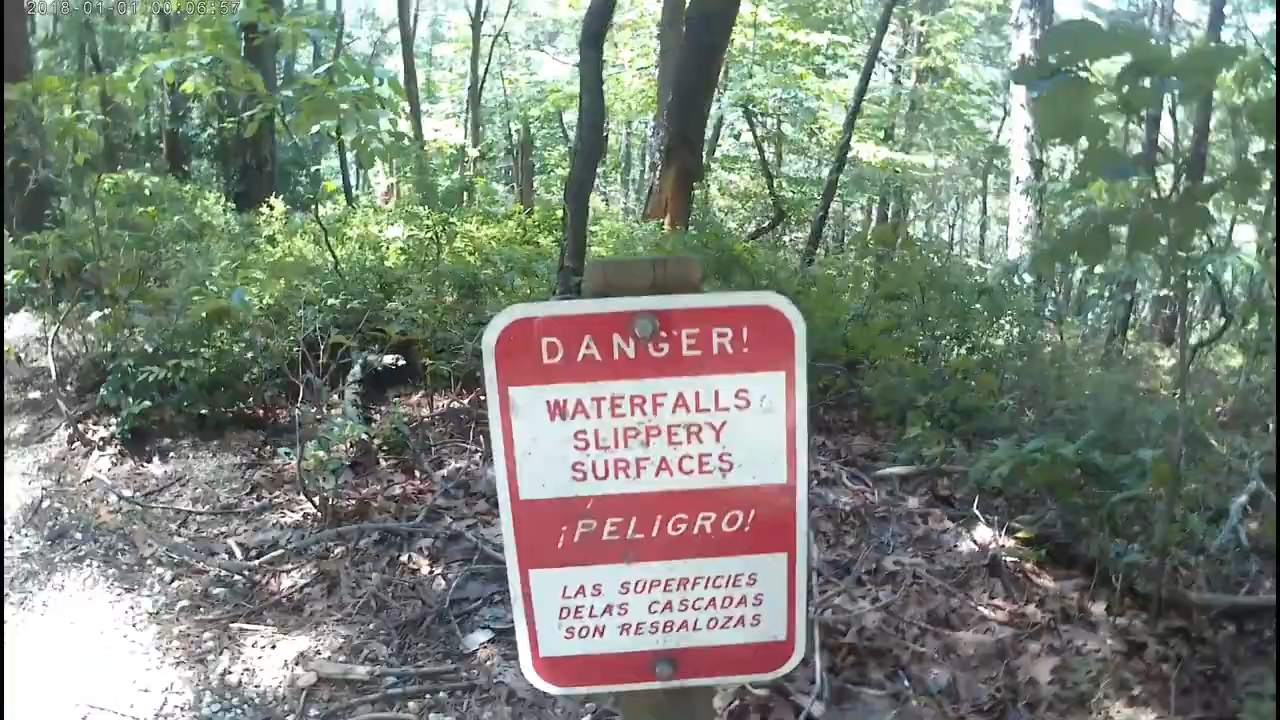 2018-01-01 00:06:57
DANGER!
WATERFALLS
SLIPPERY
SURFACES
¡PELIGRO!
LAS SUPERFICIES
DELAS CASCADAS
SON RESBALOZAS